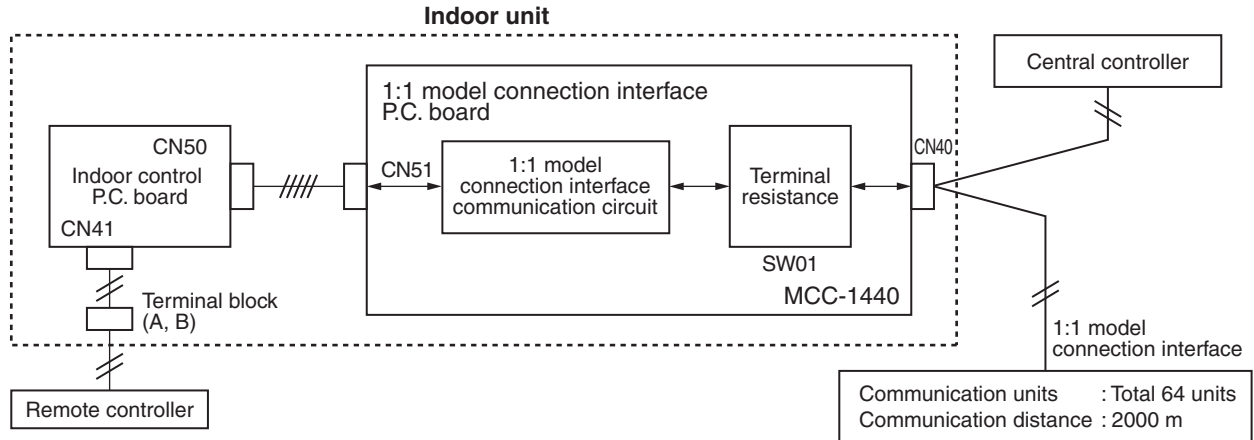 Indoor unit
Central controller
1:1 model connection interface
P.C. board
CN50
Indoor control
P.C. board
CN41
CN51
1:1 model
connection interface
communication circuit
Terminal
resistance
CN40
SW01
MCC-1440
Terminal block
(A, B)
Remote controller
1:1 model
connection interface
Communication units : Total 64 units
Communication distance : 2000 m